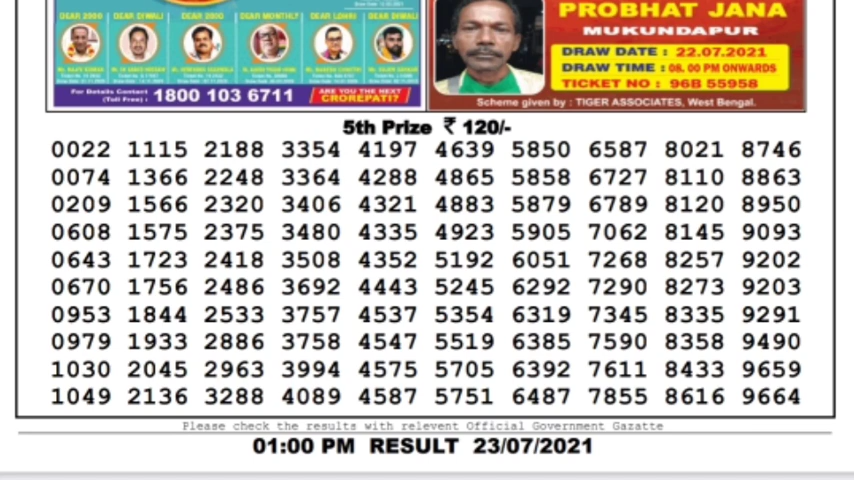 DEAR 2000 DEAR DIWALI DEAR 2000 DEAR MONTHLY DEAR LOHRI DEAR DIWALI
For Details Contact (Toll Free) : 1800 103 6711
ARE YOU THE NEXT CROREPATI?
PROBHAT JANA
MUKUNDAPUR
DRAW DATE : 22.07.2021
DRAW TIME : 08. 00 PM ONWARDS
TICKET NO : 96B 55958
Scheme given by : TIGER ASSOCIATES, West Bengal.
5th Prize ₹ 120/-
0022 1115 2188 3354 4197 4639 5850 6587 8021 8746
0074 1366 2248 3364 4288 4865 5858 6727 8110 8863
0209 1566 2320 3406 4321 4883 5879 6789 8120 8950
0608 1575 2375 3480 4335 4923 5905 7062 8145 9093
0643 1723 2418 3508 4352 5192 6051 7268 8257 9202
0670 1756 2486 3692 4443 5245 6292 7290 8273 9203
0953 1844 2533 3757 4537 5354 6319 7345 8335 9291
0979 1933 2886 3758 4547 5519 6385 7590 8358 9490
1030 2045 2963 3994 4575 5705 6392 7611 8433 9659
1049 2136 3288 4089 4587 5751 6487 7855 8616 9664
Please check the results with relevent Official Government Gazatte
01:00 PM RESULT 23/07/2021